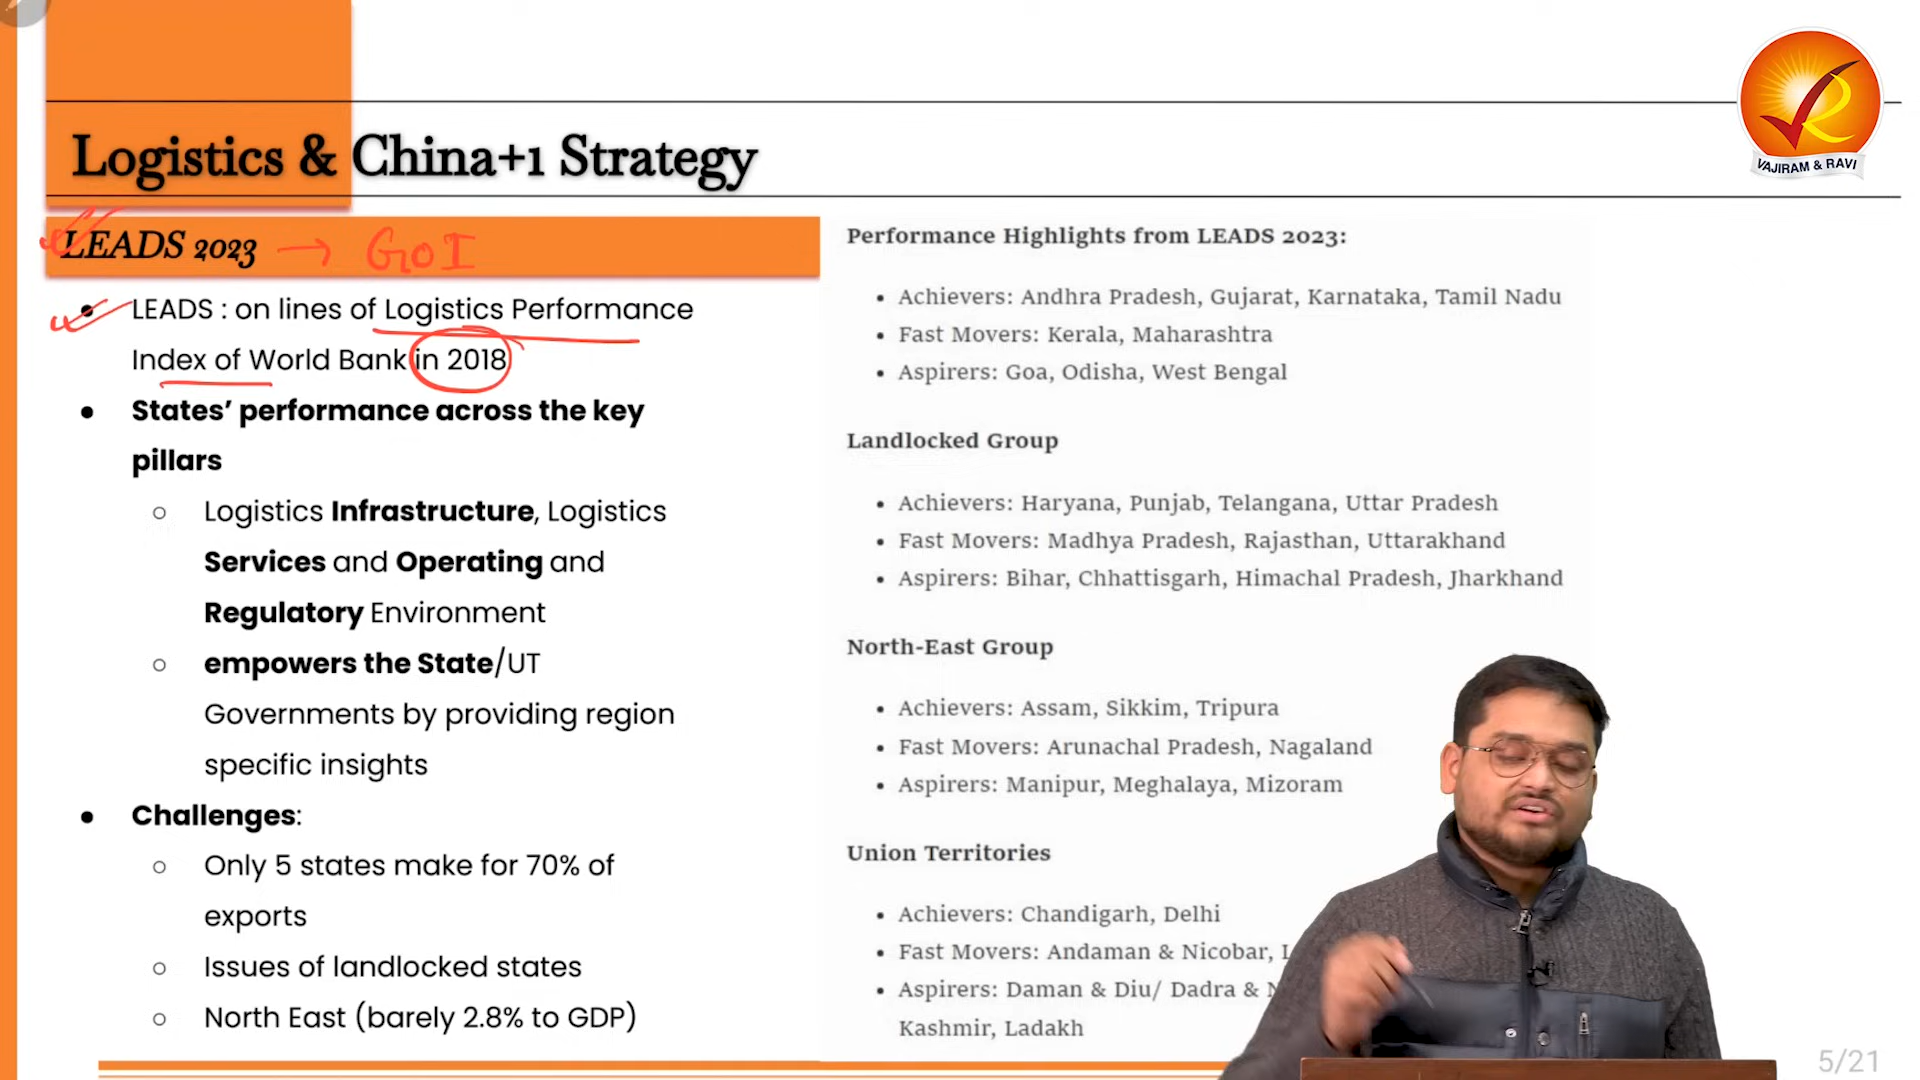 VAJIRAM & RAVI
Logistics & China+1 Strategy
LEADS 2023 → GOI
● LEADS : on lines of Logistics Performance
Index of World Bank in 2018
● States’ performance across the key
pillars
○ Logistics Infrastructure, Logistics
Services and Operating and
Regulatory Environment
○ empowers the State/UT
Governments by providing region
specific insights
● Challenges:
○ Only 5 states make for 70% of
exports
○ Issues of landlocked states
○ North East (barely 2.8% to GDP)
Performance Highlights from LEADS 2023:
• Achievers: Andhra Pradesh, Gujarat, Karnataka, Tamil Nadu
• Fast Movers: Kerala, Maharashtra
• Aspirers: Goa, Odisha, West Bengal
Landlocked Group
• Achievers: Haryana, Punjab, Telangana, Uttar Pradesh
• Fast Movers: Madhya Pradesh, Rajasthan, Uttarakhand
• Aspirers: Bihar, Chhattisgarh, Himachal Pradesh, Jharkhand
North-East Group
• Achievers: Assam, Sikkim, Tripura
• Fast Movers: Arunachal Pradesh, Nagaland
• Aspirers: Manipur, Meghalaya, Mizoram
Union Territories
• Achievers: Chandigarh, Delhi
• Fast Movers: Andaman & Nicobar,
• Aspirers: Daman & Diu/ Dadra &
Kashmir, Ladakh
5/21